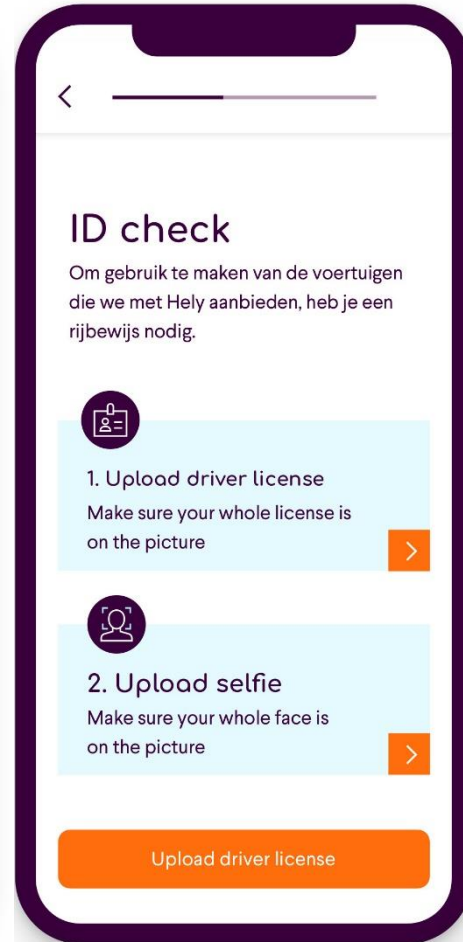 ID check
Om gebruik te maken van de voertuigen
die we met Hely aanbieden, heb je een
rijbewijs nodig.
1. Upload driver license
Make sure your whole license is
on the picture
2. Upload selfie
Make sure your whole face is
on the picture
Upload driver license